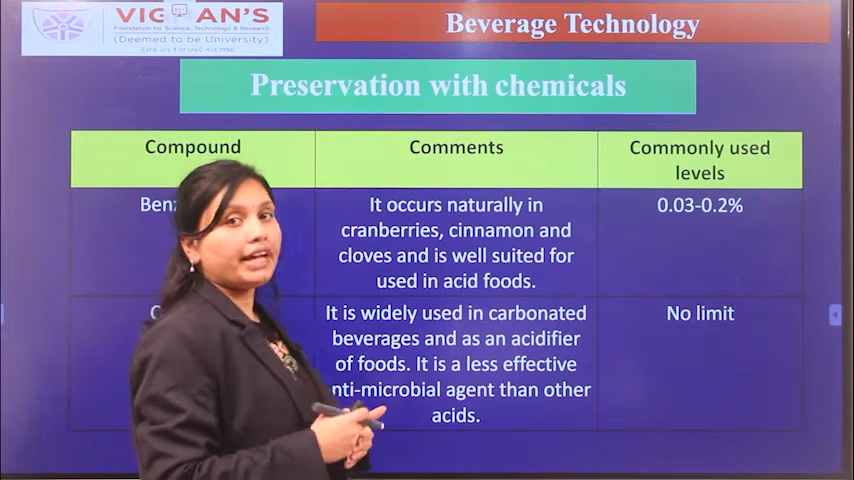 VIGNAN'S
Foundation for Science, Technology & Research
(Deemed to be University)
Beverage Technology
Preservation with chemicals
Compound
Comments
Commonly used
levels
It occurs naturally in
cranberries, cinnamon and
cloves and is well suited for
used in acid foods.
0.03-0.2%
It is widely used in carbonated
beverages and as an acidifier
of foods. It is a less effective
nti-microbial agent than other
acids.
No limit